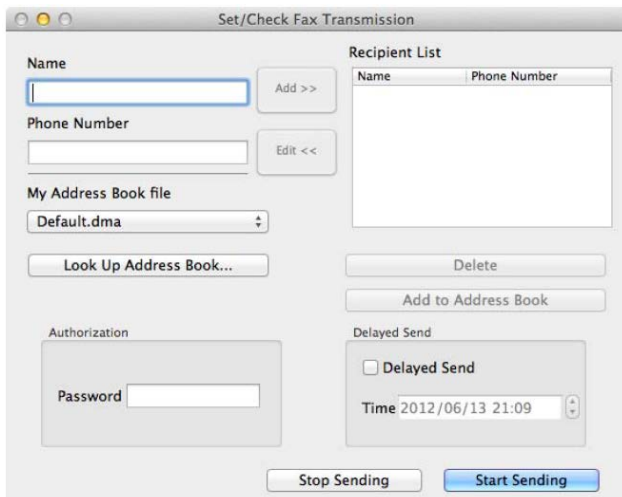 Set/Check Fax Transmission
Name
Add >>
Phone Number
Edit <<
My Address Book file
Default.dma
Look Up Address Book...
Recipient List
Name Phone Number
Delete
Add to Address Book
Authorization
Password
Delayed Send
Delayed Send
Time 2012/06/13 21:09
Stop Sending Start Sending